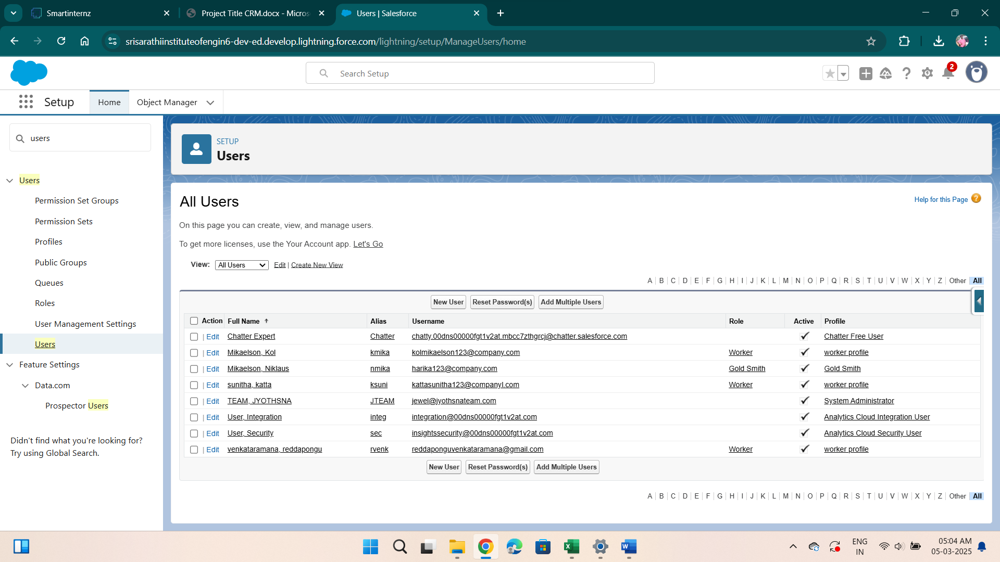 Smartinternz
Project Title CRM.docx - Micros
Users | Salesforce
srisarathiinstituteofengin6-dev-ed.develop.lightning.force.com/lightning/setup/ManageUsers/home
Search Setup
2
Setup
Home
Object Manager
users
SETUP
Users
Users
Permission Set Groups
Permission Sets
Profiles
Public Groups
Queues
Roles
User Management Settings
Users
Feature Settings
Data.com
Prospector Users
Didn't find what you're looking for?
Try using Global Search.
All Users
Help for this Page ?
On this page you can create, view, and manage users.
To get more licenses, use the Your Account app. Let's Go
View: All Users Edit | Create New View
A | B | C | D | E | F | G | H | I | J | K | L | M | N | O | P | Q | R | S | T | U | V | W | X | Y | Z | Other | All
New User Reset Password(s) Add Multiple Users
Action Full Name ↑ Alias Username Role Active Profile
| Edit Chatter Expert Chatter chatty.00dns00000fgt1v2at.mbcc7zthgrcj@chatter.salesforce.com ✓ Chatter Free User
| Edit Mikaelson, Kol kmika kolmikaelson123@company.com Worker ✓ worker profile
| Edit Mikaelson, Niklaus nmika harika123@company.com Gold Smith ✓ Gold Smith
| Edit sunitha, katta ksuni kattasunitha123@companyl.com Worker ✓ worker profile
| Edit TEAM, JYOTHSNA JTEAM jewel@jyothsnateam.com ✓ System Administrator
| Edit User, Integration integ integration@00dns00000fgt1v2at.com ✓ Analytics Cloud Integration User
| Edit User, Security sec insightssecurity@00dns00000fgt1v2at.com ✓ Analytics Cloud Security User
| Edit venkataramana, reddapongu rvenk reddaponguvenkataramana@gmail.com Worker ✓ worker profile
New User Reset Password(s) Add Multiple Users
A | B | C | D | E | F | G | H | I | J | K | L | M | N | O | P | Q | R | S | T | U | V | W | X | Y | Z | Other | All
ENG
IN
05:04 AM
05-03-2025